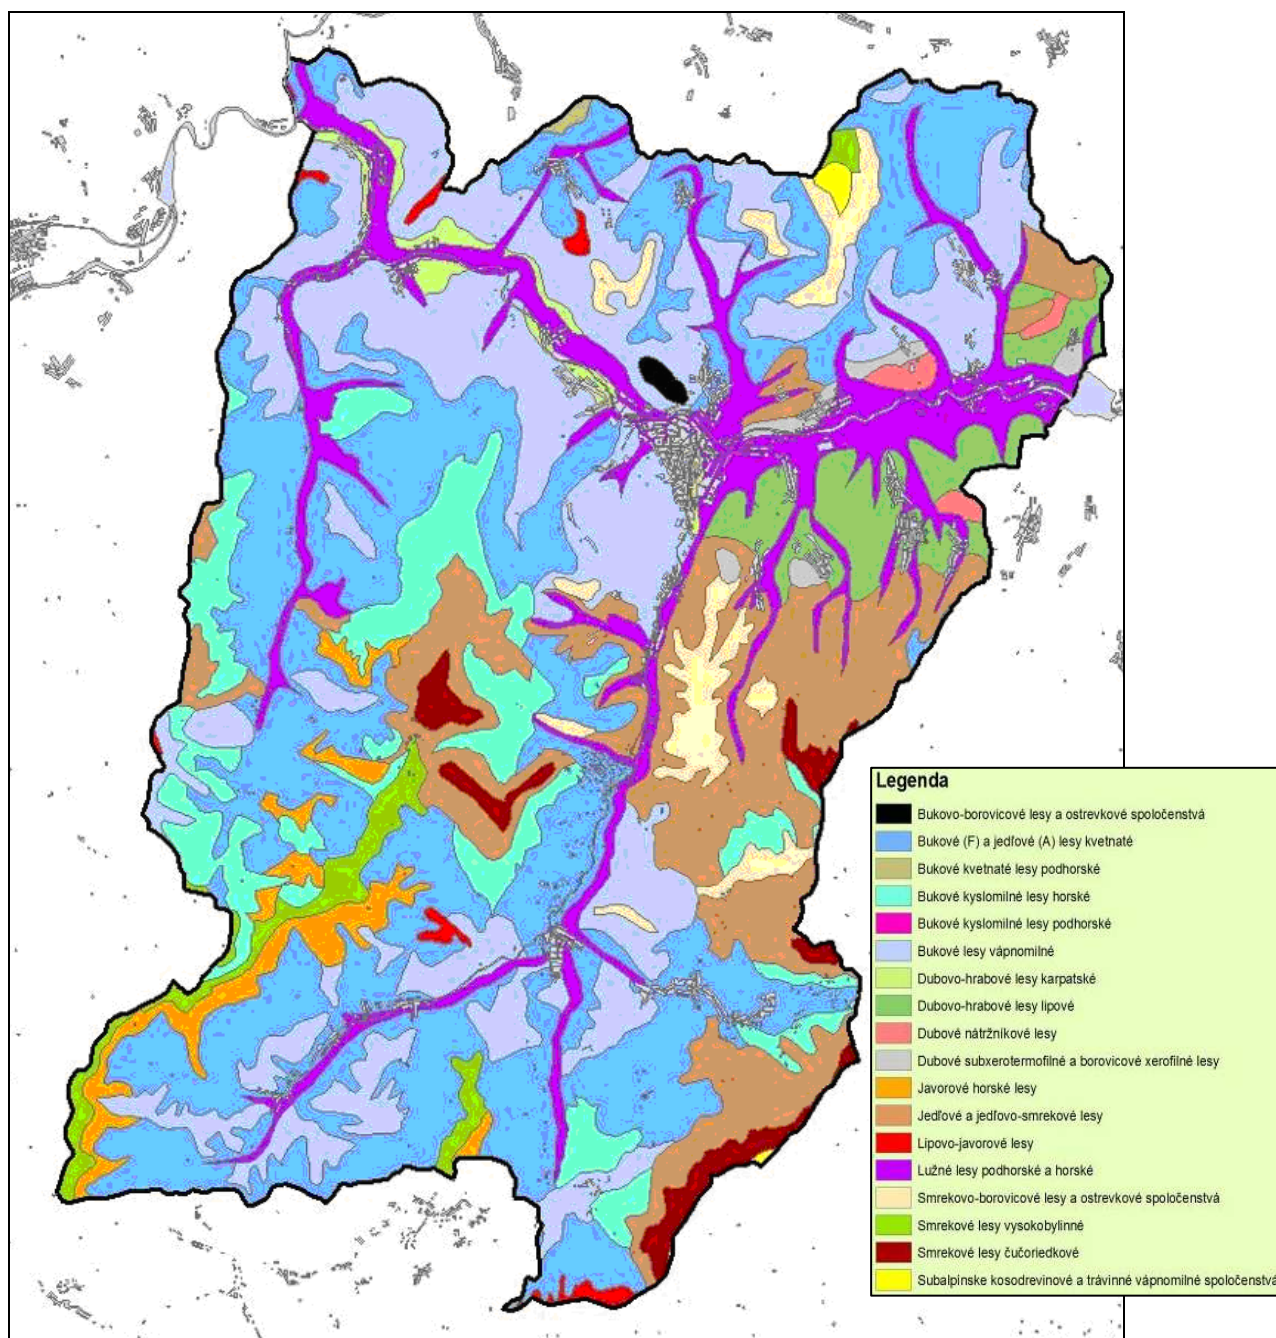 Legenda
Bukovo-borovicové lesy a ostrevkové spoločenstvá
Bukové (F) a jedľové (A) lesy kvetnaté
Bukové kvetnaté lesy podhorské
Bukové kyslomilné lesy horské
Bukové kyslomilné lesy podhorské
Bukové lesy vápnomilné
Dubovo-hrabové lesy karpatské
Dubovo-hrabové lesy lipové
Dubové nátržníkové lesy
Dubové subxerotermofilné a borovicové xerofilné lesy
Javorové horské lesy
Jedľové a jedľovo-smrekové lesy
Lipovo-javorové lesy
Lužné lesy podhorské a horské
Smrekovo-borovicové lesy a ostrevkové spoločenstvá
Smrekové lesy vysokobylinné
Smrekové lesy čučoriedkové
Subalpínske kosodrevinové a trávinné vápnomilné spoločenstvá